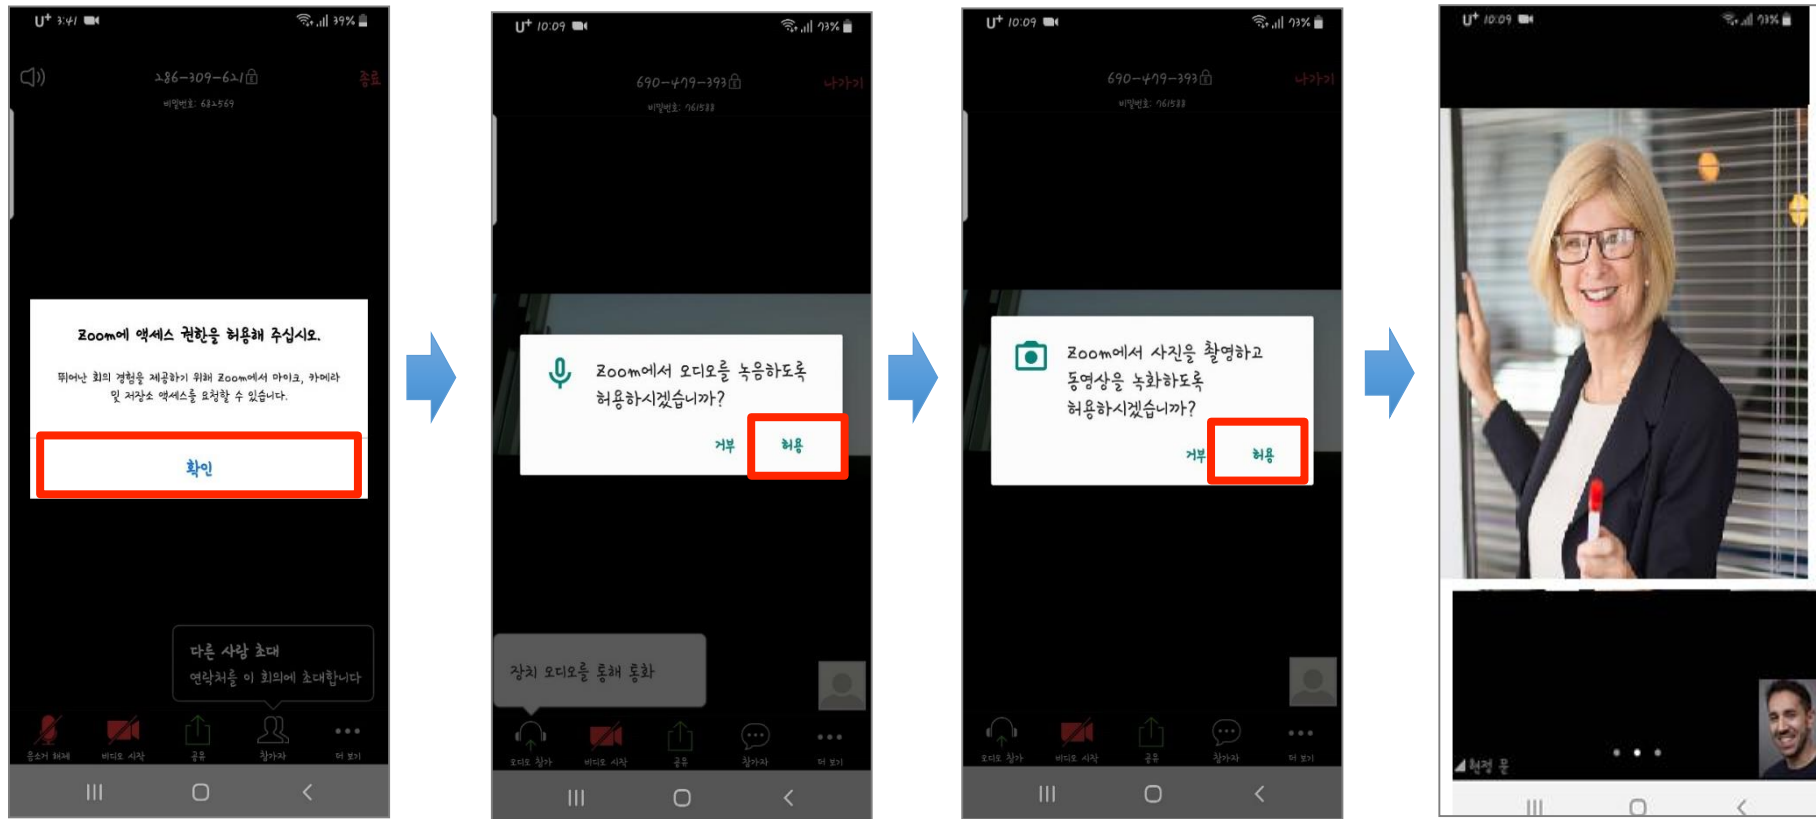 U+ 3:41
39%
286-309-621
종료
비밀번호: 682569
Zoom에 액세스 권한을 허용해 주십시오.
뛰어난 회의 경험을 제공하기 위해 Zoom에서 마이크, 카메라
및 저장소 액세스를 요청할 수 있습니다.
확인
다른 사람 초대
연락처를 이 회의에 초대합니다
음소거 해제
비디오 시작
공유
참가자
더 보기
U+ 10:09
73%
690-479-393
나가기
비밀번호: 761588
Zoom에서 오디오를 녹음하도록
허용하시겠습니까?
거부
허용
장치 오디오를 통해 통화
오디오 참가
비디오 시작
공유
참가자
더 보기
U+ 10:09
73%
690-479-393
나가기
비밀번호: 761588
Zoom에서 사진을 촬영하고
동영상을 녹화하도록
허용하시겠습니까?
거부
허용
오디오 참가
비디오 시작
공유
참가자
더 보기
U+ 10:09
73%
현정 문